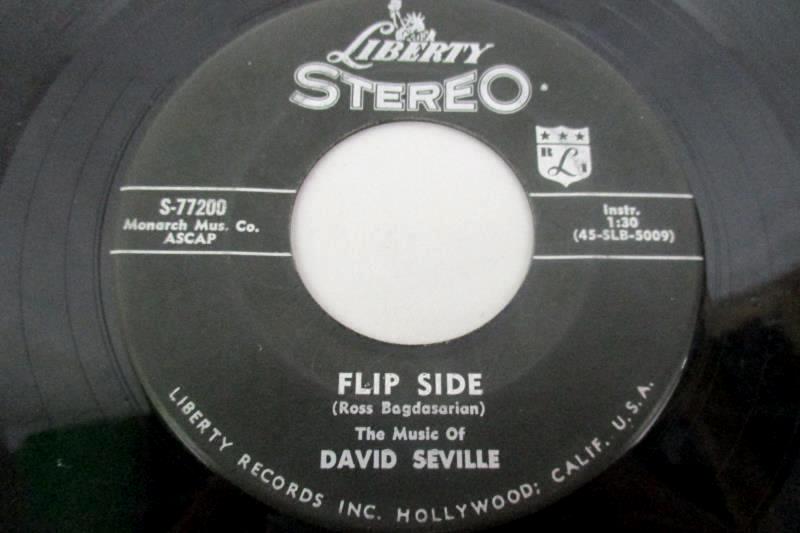 LIBERTY
STEREO
R L I
S-77200
Monarch Mus. Co.
ASCAP
Instr.
1:30
(45-SLB-5009)
FLIP SIDE
(Ross Bagdasarian)
The Music Of
DAVID SEVILLE
LIBERTY RECORDS INC. HOLLYWOOD; CALIF. U.S.A.